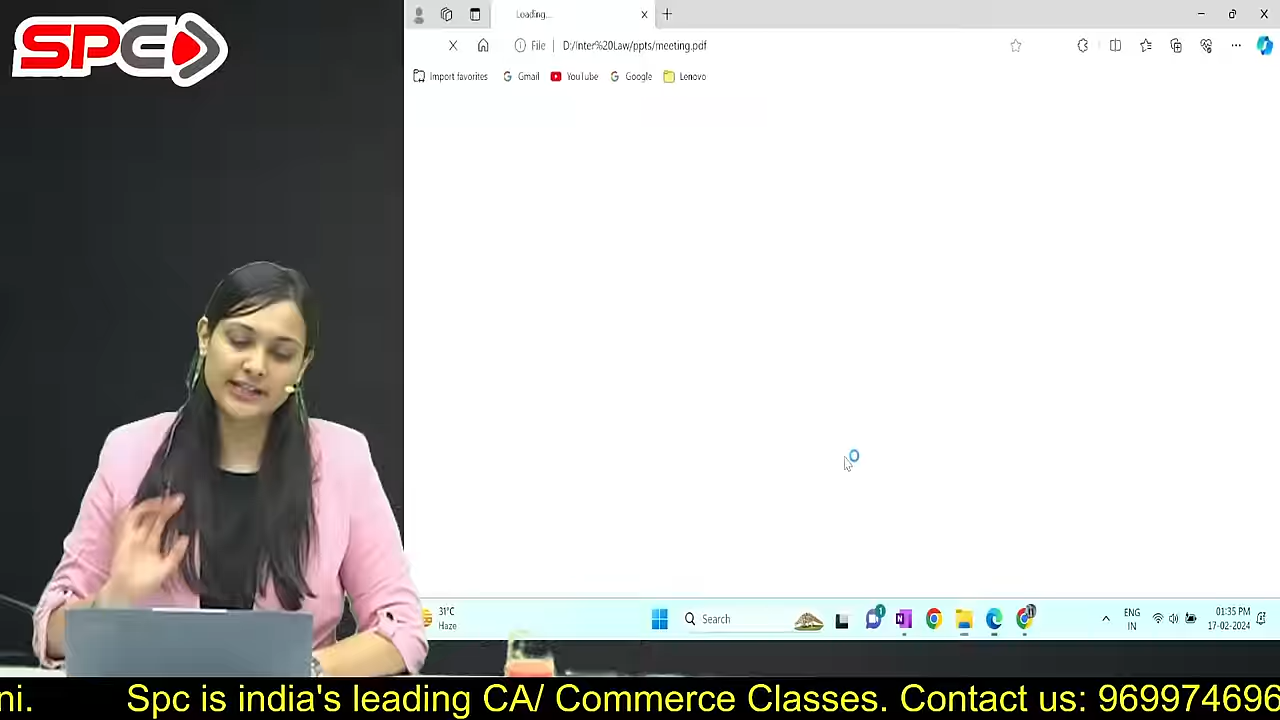 SPC
Loading...
File
D:/Inter%20Law/ppts/meeting.pdf
Import favorites
Gmail
YouTube
Google
Lenovo
31°C
Haze
Search
ENG
IN
01:35 PM
17-02-2024
ni. Spc is india's leading CA/ Commerce Classes. Contact us: 969974696